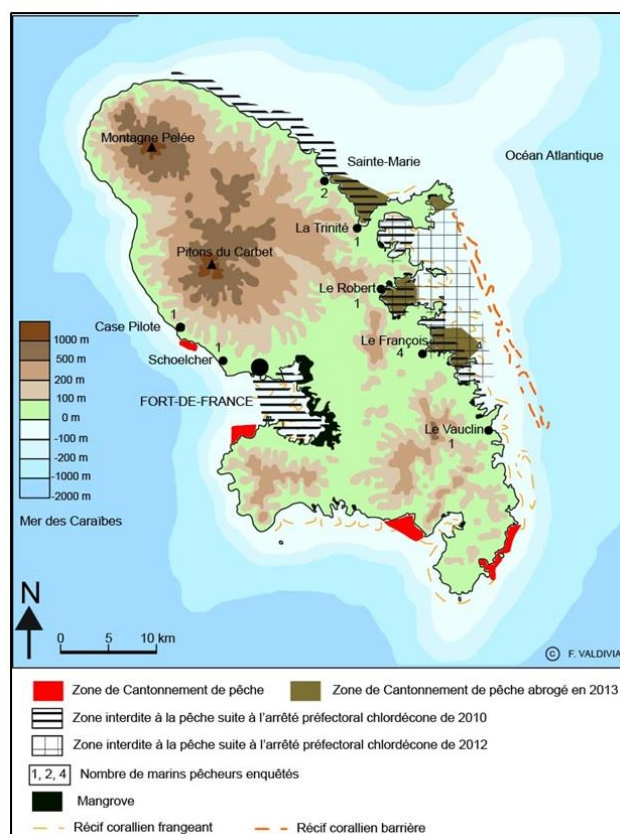 Montagne Pelée
Océan Atlantique
Sainte-Marie
2
La Trinité
1
Pitons du Carbet
Le Robert
1
Case Pilote
1
Le François
4
Schoelcher
1
FORT-DE-FRANCE
Le Vauclin
1
1000 m
500 m
200 m
100 m
0 m
-100 m
-200 m
-1000 m
-2000 m
Mer des Caraïbes
N
0 5 10 km
© F. VALDIVIA
Zone de Cantonnement de pêche
Zone de Cantonnement de pêche abrogé en 2013
Zone interdite à la pêche suite à l'arrêté préfectoral chlordécone de 2010
Zone interdite à la pêche suite à l'arrêté préfectoral chlordécone de 2012
1, 2, 4 Nombre de marins pêcheurs enquêtés
Mangrove
Récif corallien frangeant
Récif corallien barrière